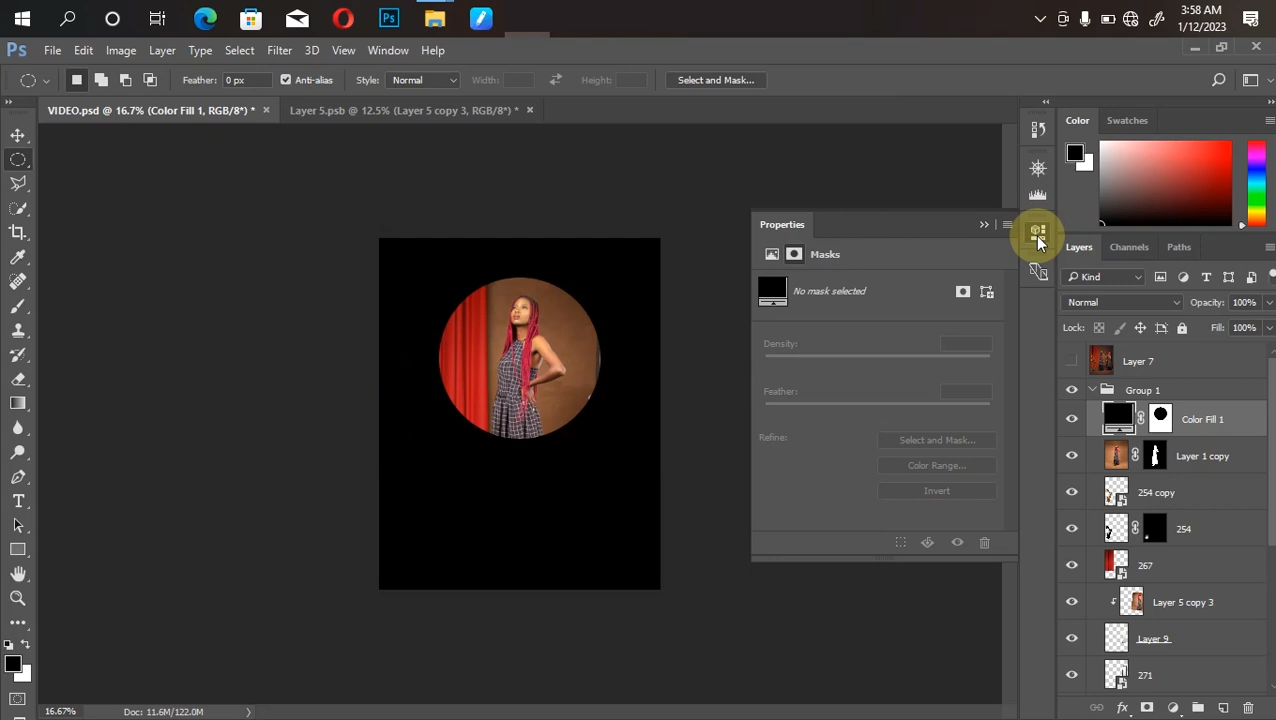 3:58 AM
1/12/2023
Ps
Ps File Edit Image Layer Type Select Filter 3D View Window Help
Feather: 0 px Anti-alias Style: Normal Width: Height: Select and Mask...
VIDEO.psd @ 16.7% (Color Fill 1, RGB/8*) * × Layer 5.psb @ 12.5% (Layer 5 copy 3, RGB/8*) * ×
Color Swatches
Properties
Masks
No mask selected
Density:
Feather:
Refine:
Select and Mask...
Color Range...
Invert
Layers Channels Paths
Kind
Normal Opacity: 100%
Lock: Fill: 100%
Layer 7
Group 1
Color Fill 1
Layer 1 copy
254 copy
254
267
Layer 5 copy 3
Layer 9
271
fx
16.67% Doc: 11.6M/122.0M